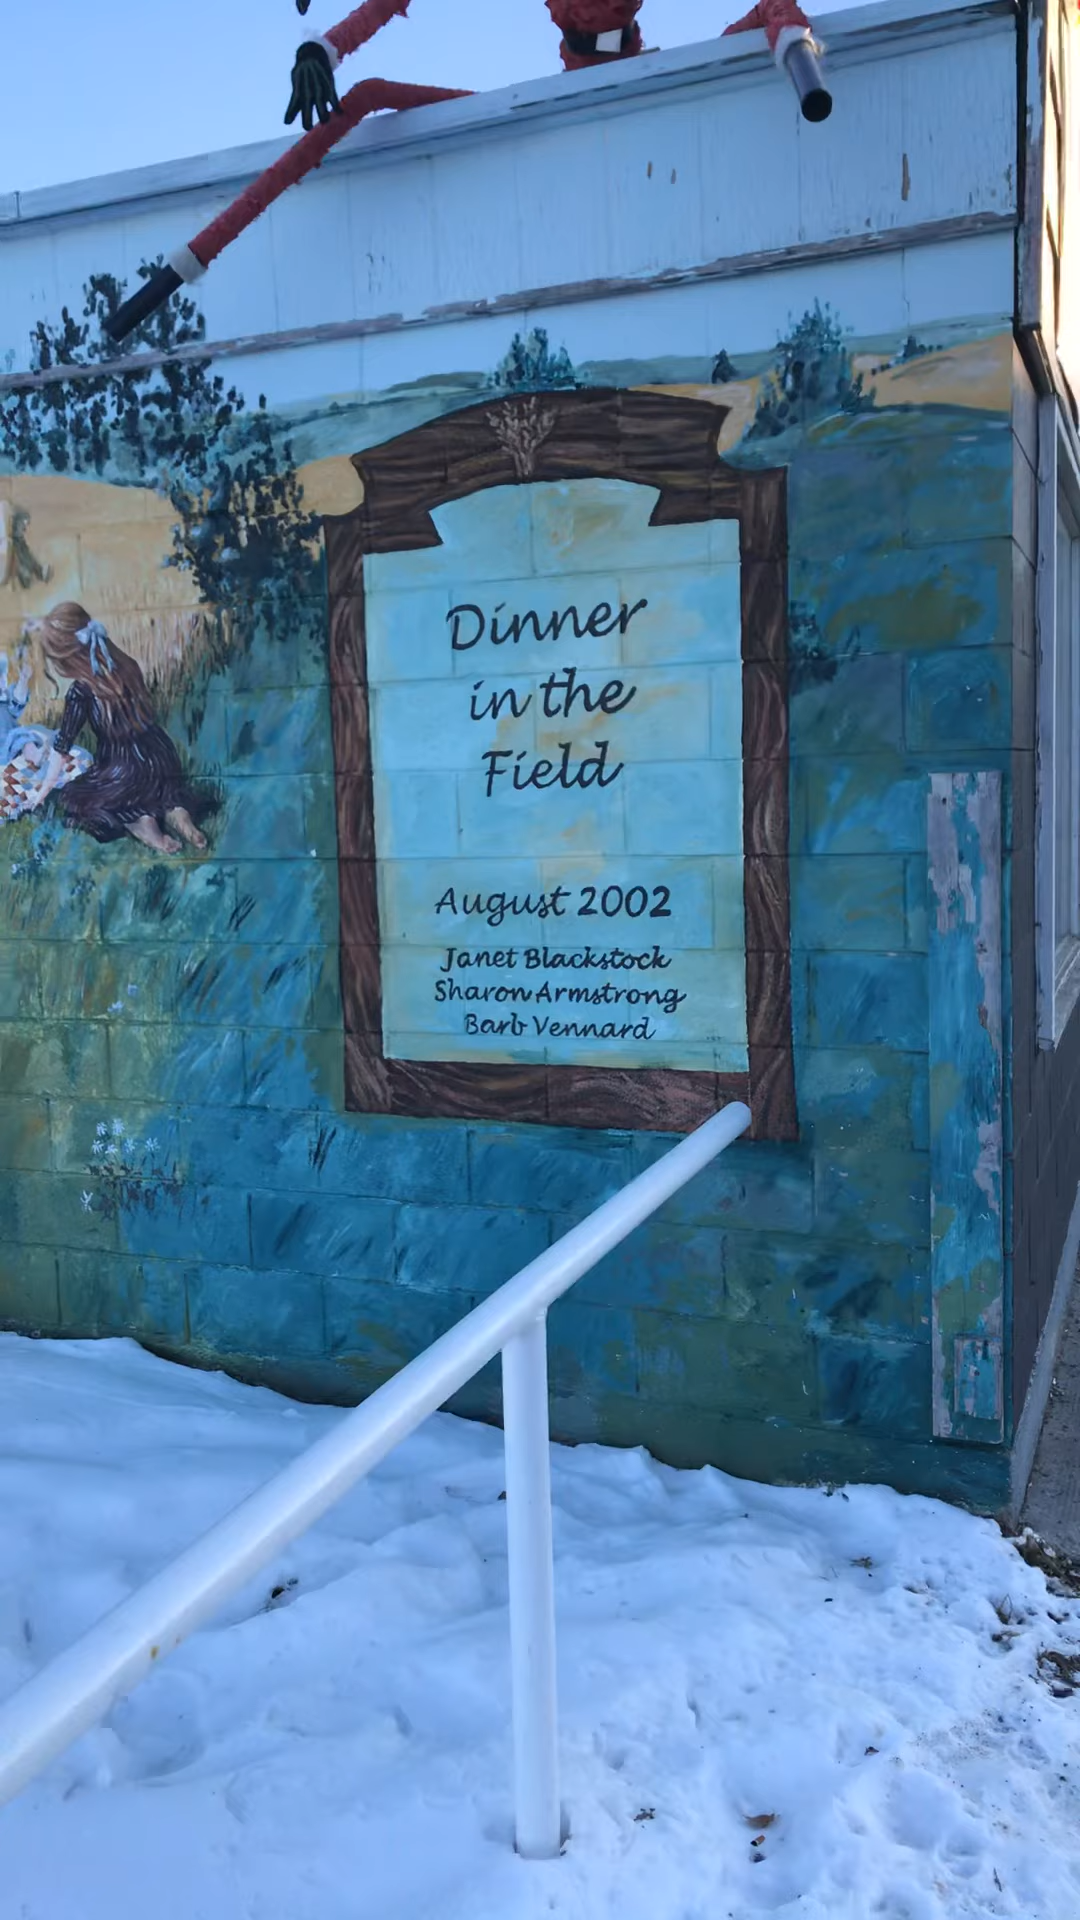 Dinner
in the
Field
August 2002
Janet Blackstock
Sharon Armstrong
Barb Vennard